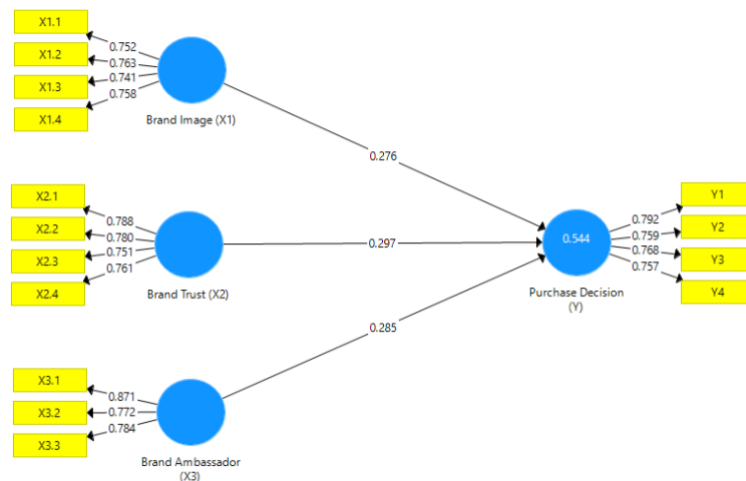 X1.1
0.752
X1.2
0.763
0.741
X1.3
0.758
X1.4
Brand Image (X1)
0.276
X2.1
0.788
X2.2
0.780
0.751
X2.3
0.761
X2.4
Brand Trust (X2)
0.297
X3.1
0.871
X3.2
0.772
0.784
X3.3
Brand Ambassador
(X3)
0.285
0.544
Purchase Decision
(Y)
Y1
0.792
Y2
0.759
0.768
Y3
0.757
Y4